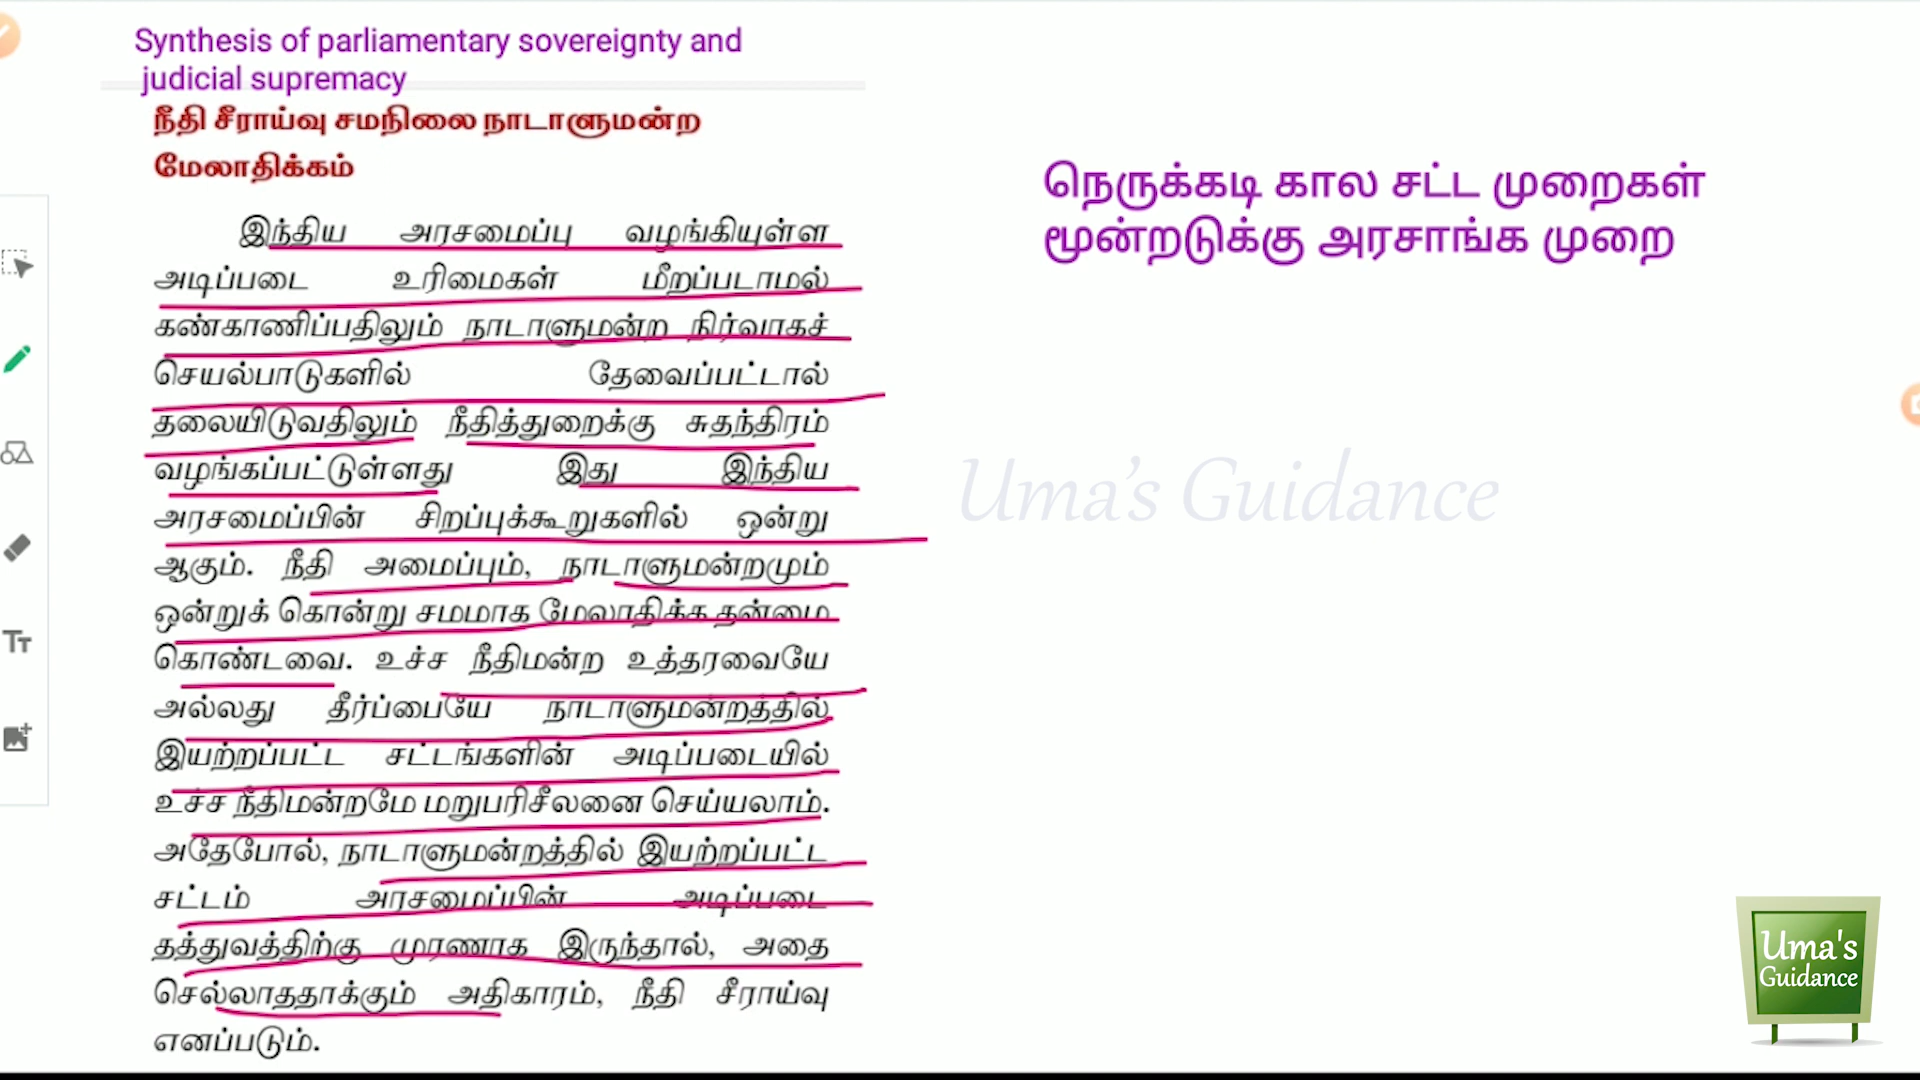 Synthesis of parliamentary sovereignty and
judicial supremacy
நீதி சீராய்வு சமநிலை நாடாளுமன்ற
மேலாதிக்கம்
இந்திய அரசமைப்பு வழங்கியுள்ள
அடிப்படை உரிமைகள் மீறப்படாமல்
கண்காணிப்பதிலும் நாடாளுமன்ற நிர்வாகச்
செயல்பாடுகளில் தேவைப்பட்டால்
தலையிடுவதிலும் நீதித்துறைக்கு சுதந்திரம்
வழங்கப்பட்டுள்ளது இது இந்திய
அரசமைப்பின் சிறப்புக்கூறுகளில் ஒன்று
ஆகும். நீதி அமைப்பும், நாடாளுமன்றமும்
ஒன்றுக் கொன்று சமமாக மேலாதிக்க தன்மை
கொண்டவை. உச்ச நீதிமன்ற உத்தரவையே
அல்லது தீர்ப்பையே நாடாளுமன்றத்தில்
இயற்றப்பட்ட சட்டங்களின் அடிப்படையில்
உச்ச நீதிமன்றமே மறுபரிசீலனை செய்யலாம்.
அதேபோல், நாடாளுமன்றத்தில் இயற்றப்பட்ட
சட்டம் அரசமைப்பின் அடிப்படை
தத்துவத்திற்கு முரணாக இருந்தால், அதை
செல்லாததாக்கும் அதிகாரம், நீதி சீராய்வு
எனப்படும்.
நெருக்கடி கால சட்ட முறைகள்
மூன்றடுக்கு அரசாங்க முறை
Uma's Guidance
Uma's
Guidance
Tт